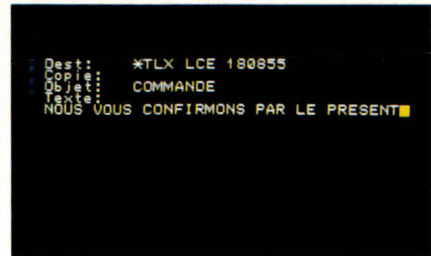 Dest: *TLX LCE 180855
Copie:
Objet: COMMANDE
Texte:
NOUS VOUS CONFIRMONS PAR LE PRESENT